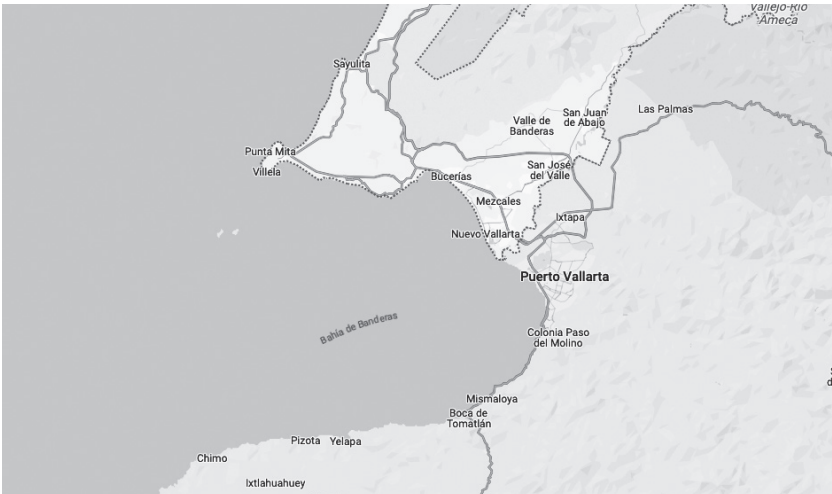 Vallejo-Río
Ameca
Sayulita
Las Palmas
San Juan
de Abajo
Valle de
Banderas
Punta Mita
Villela
Bucerías
San José
del Valle
Mezcales
Ixtapa
Nuevo Vallarta
Puerto Vallarta
Bahía de Banderas
Colonia Paso
del Molino
Mismaloya
Boca de
Tomatlán
Pizota
Yelapa
Chimo
Ixtlahuahuey